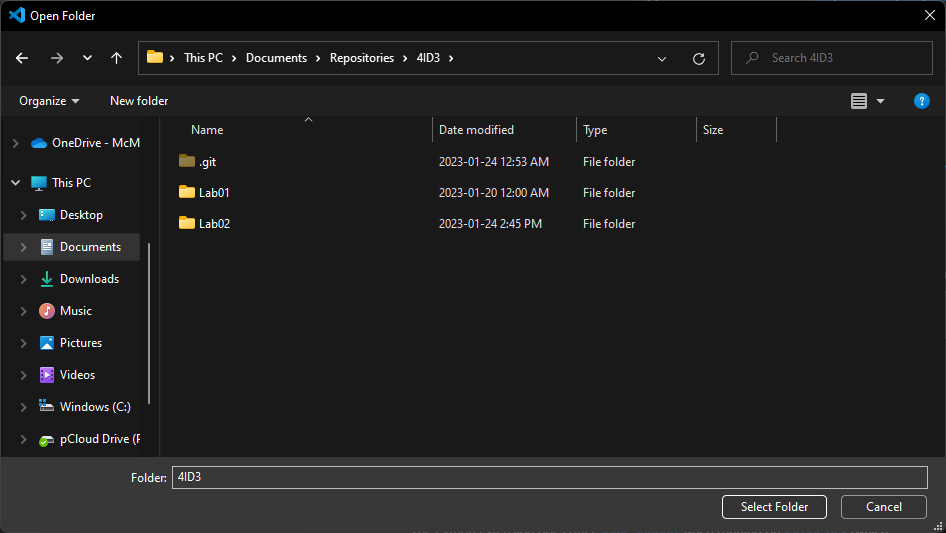 Open Folder
This PC Documents Repositories 4ID3
Search 4ID3
Organize New folder
Name Date modified Type Size
OneDrive - McM
This PC
Desktop
Documents
Downloads
Music
Pictures
Videos
Windows (C:)
pCloud Drive (P
.git 2023-01-24 12:53 AM File folder
Lab01 2023-01-20 12:00 AM File folder
Lab02 2023-01-24 2:45 PM File folder
Folder: 4ID3
Select Folder Cancel